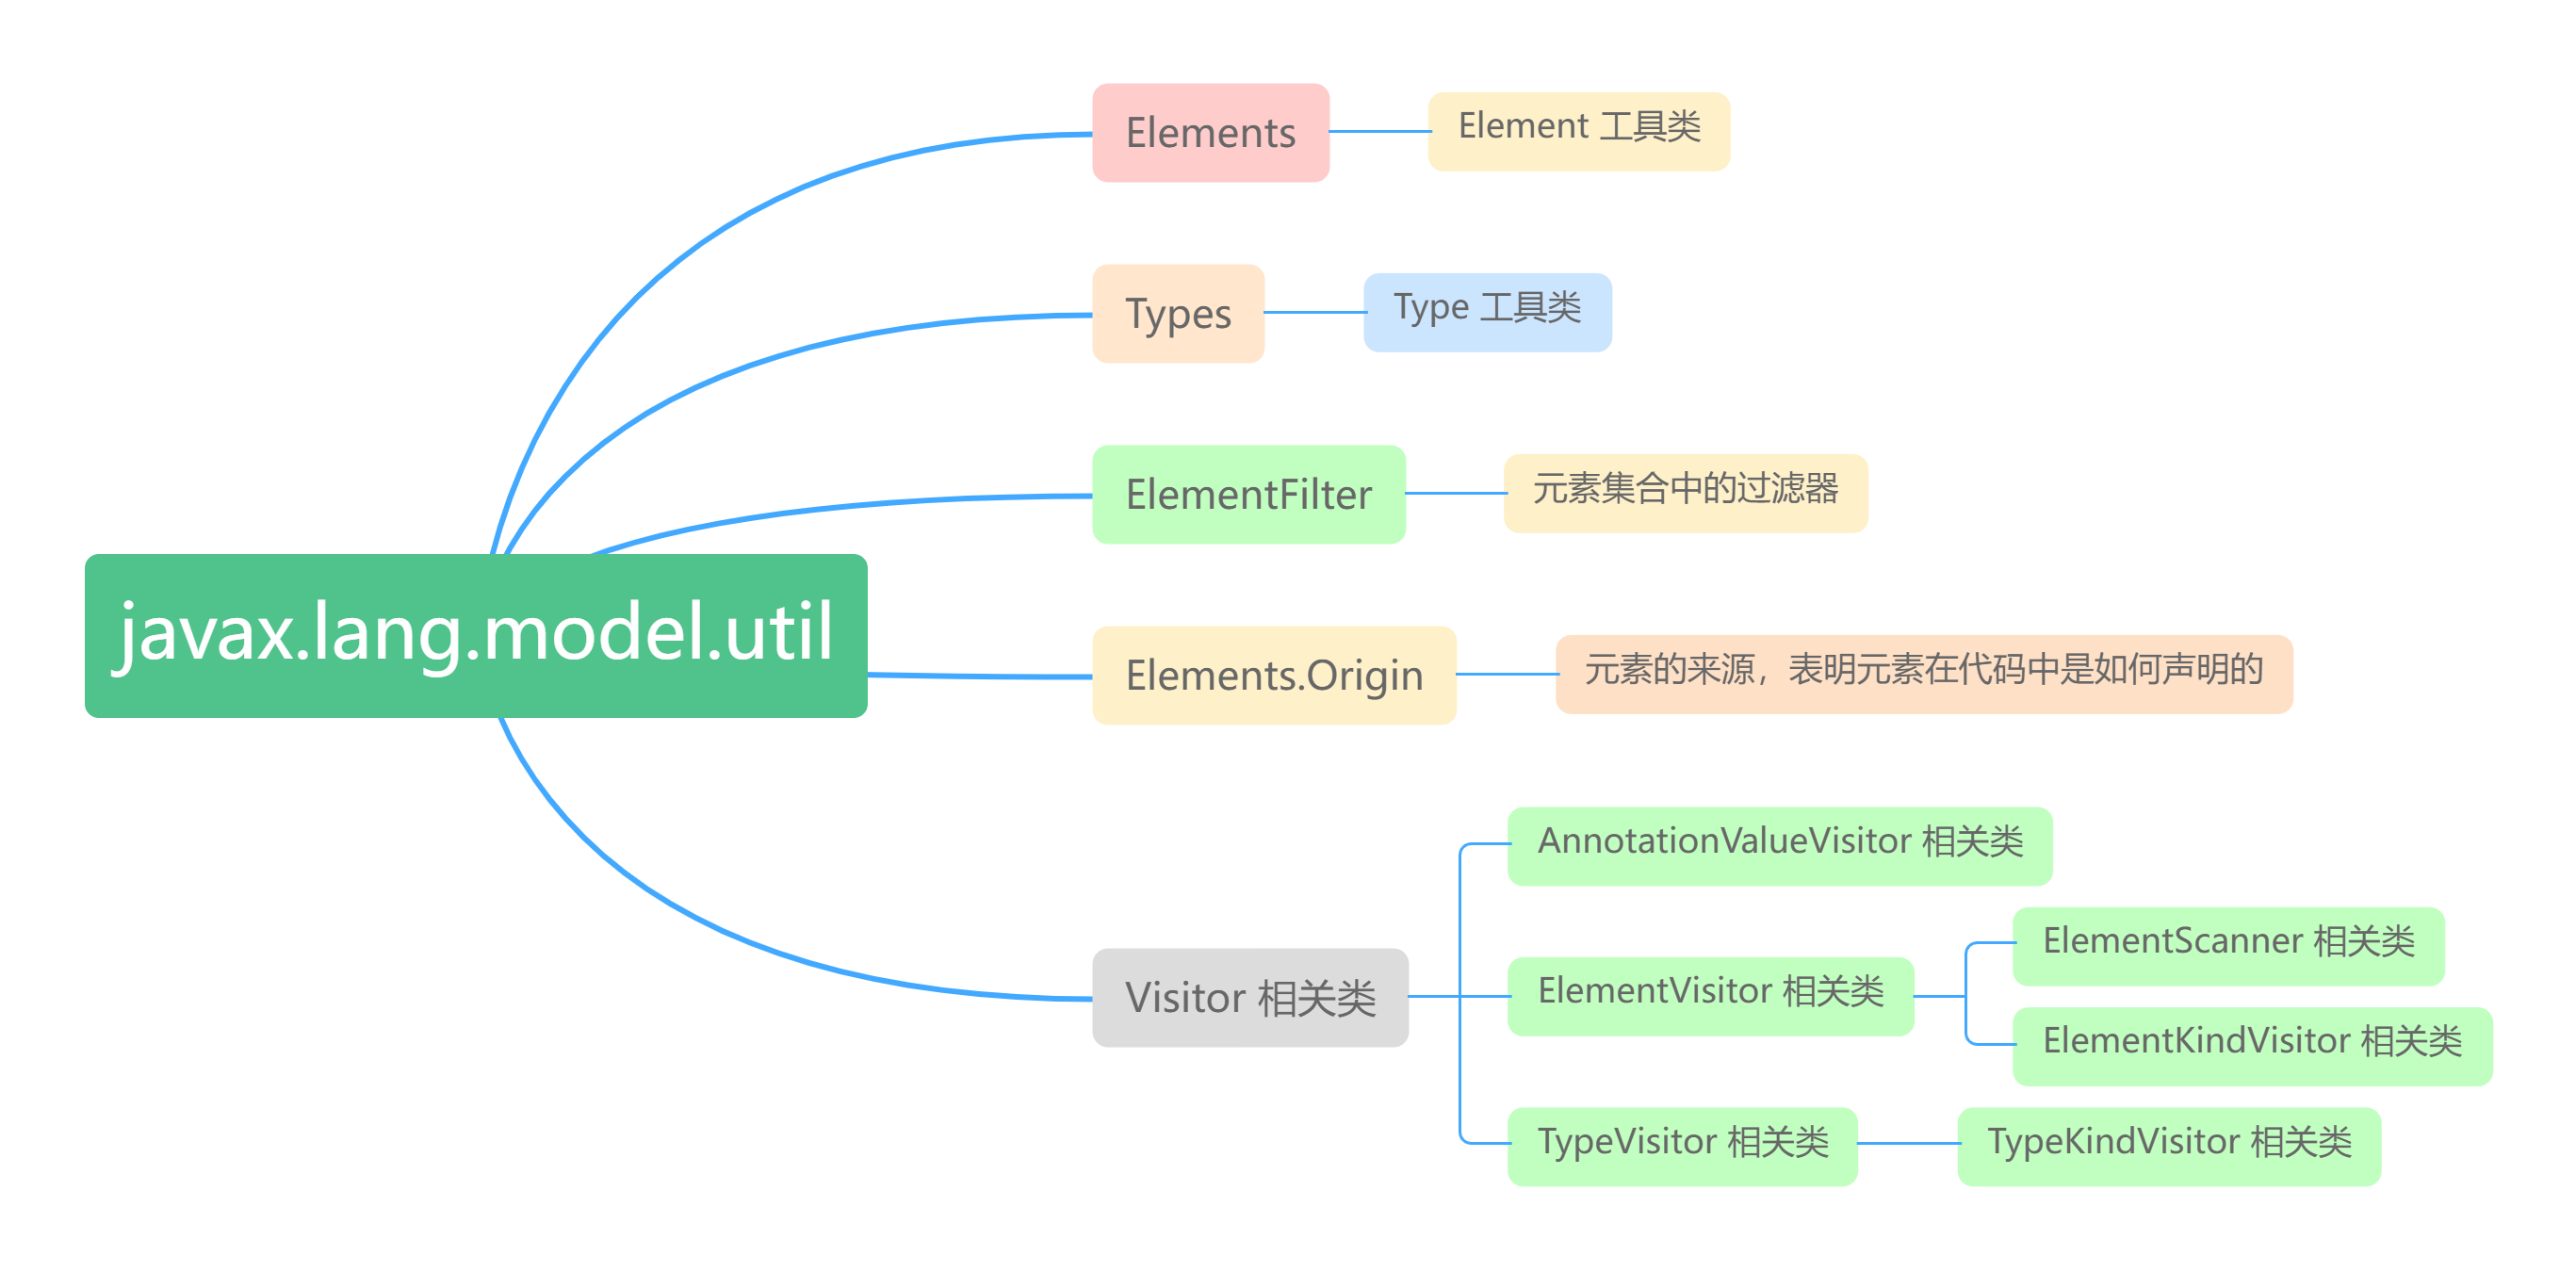 Elements
Element 工具类
Types
Type 工具类
ElementFilter
元素集合中的过滤器
javax.lang.model.util
Elements.Origin
元素的来源，表明元素在代码中是如何声明的
Visitor 相关类
AnnotationValueVisitor 相关类
ElementVisitor 相关类
ElementScanner 相关类
ElementKindVisitor 相关类
TypeVisitor 相关类
TypeKindVisitor 相关类